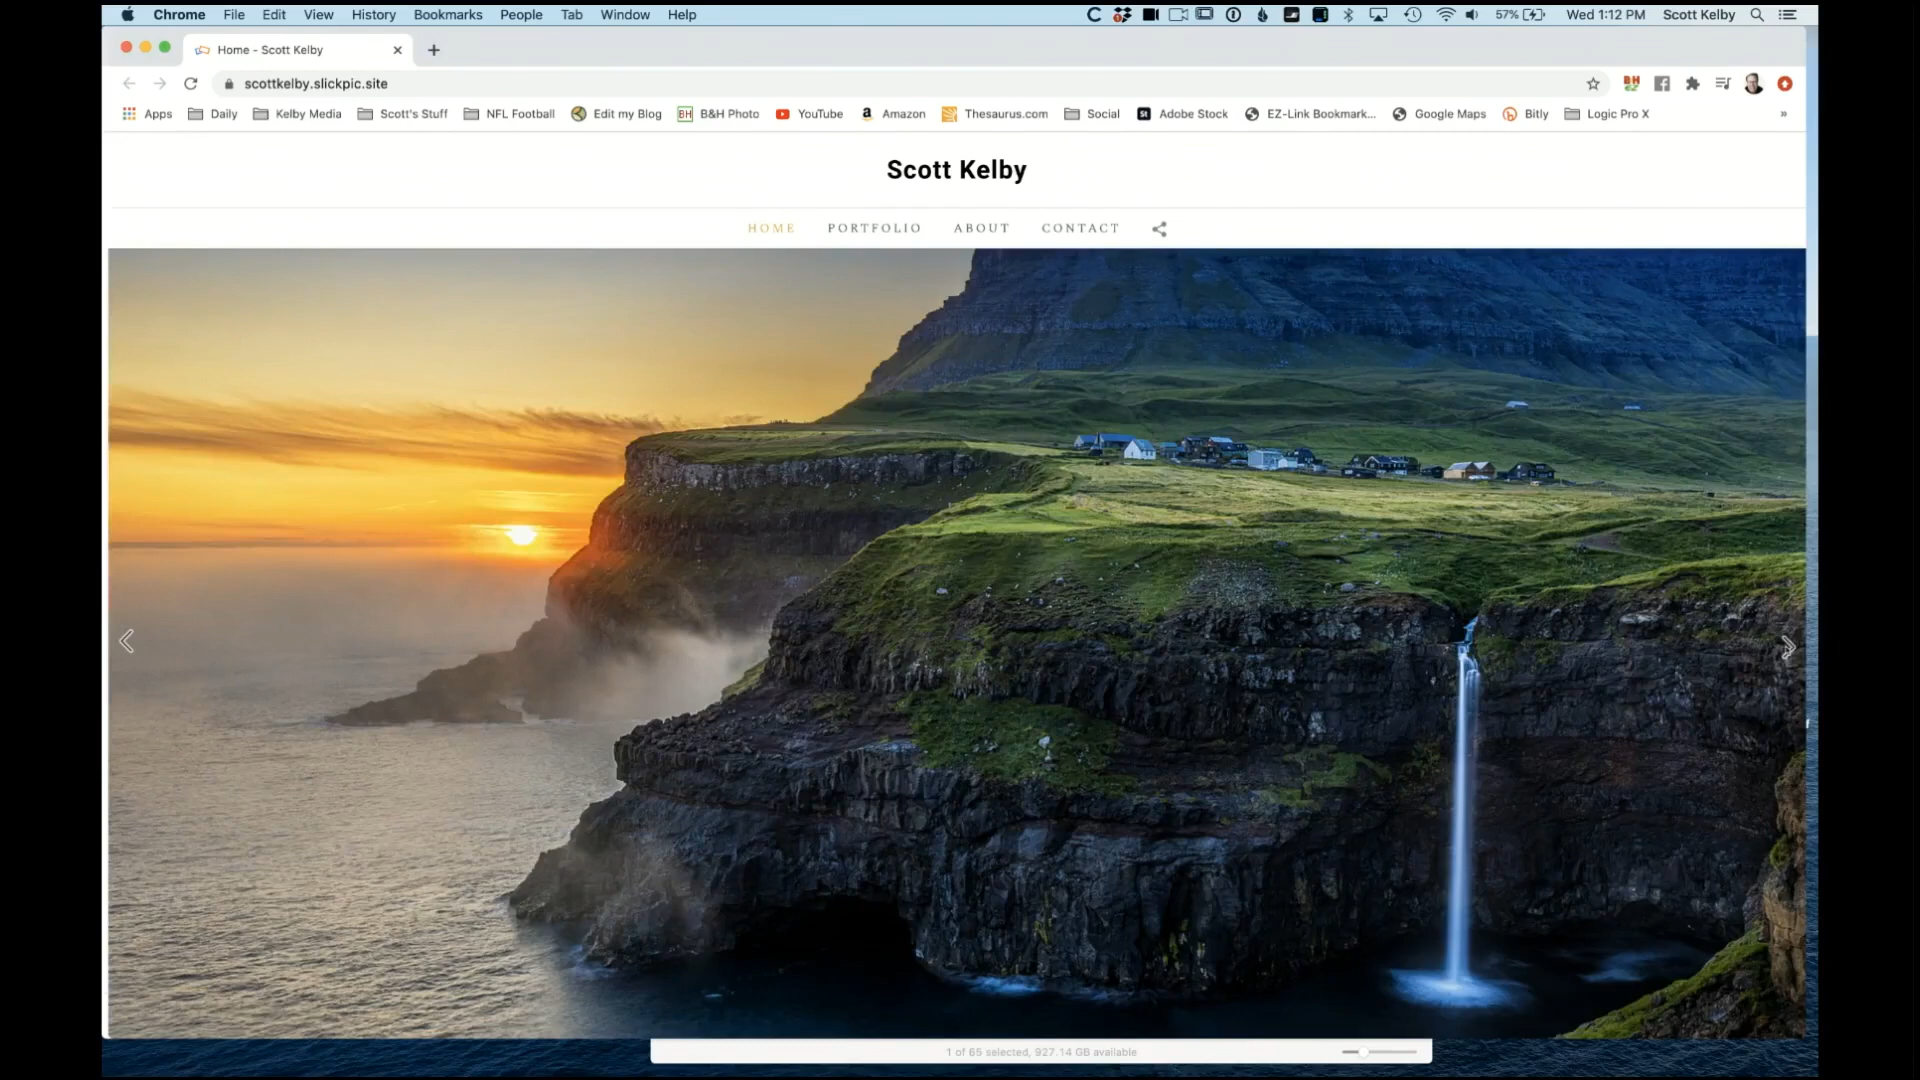 Chrome File Edit View History Bookmarks People Tab Window Help 57% Wed 1:12 PM Scott Kelby
Home - Scott Kelby
scottkelby.slickpic.site
Apps Daily Kelby Media Scott's Stuff NFL Football Edit my Blog BH B&H Photo YouTube Amazon Thesaurus.com Social St Adobe Stock EZ-Link Bookmark... Google Maps Bitly Logic Pro X »
Scott Kelby
HOME PORTFOLIO ABOUT CONTACT
1 of 65 selected, 927.14 GB available